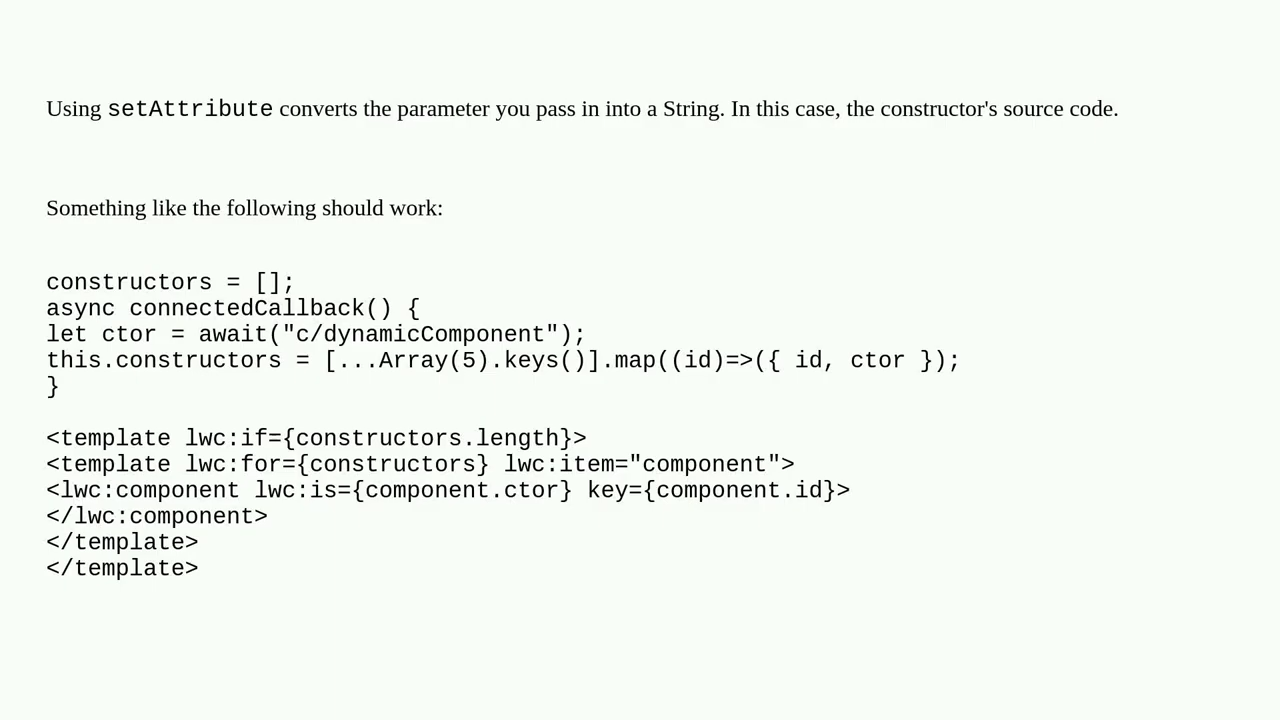 Using setAttribute converts the parameter you pass in into a String. In this case, the constructor's source code.
Something like the following should work:
constructors = [];
async connectedCallback() {
let ctor = await("c/dynamicComponent");
this.constructors = [...Array(5).keys()].map((id)=>({ id, ctor });
}
<template lwc:if={constructors.length}>
<template lwc:for={constructors} lwc:item="component">
<lwc:component lwc:is={component.ctor} key={component.id}>
</lwc:component>
</template>
</template>